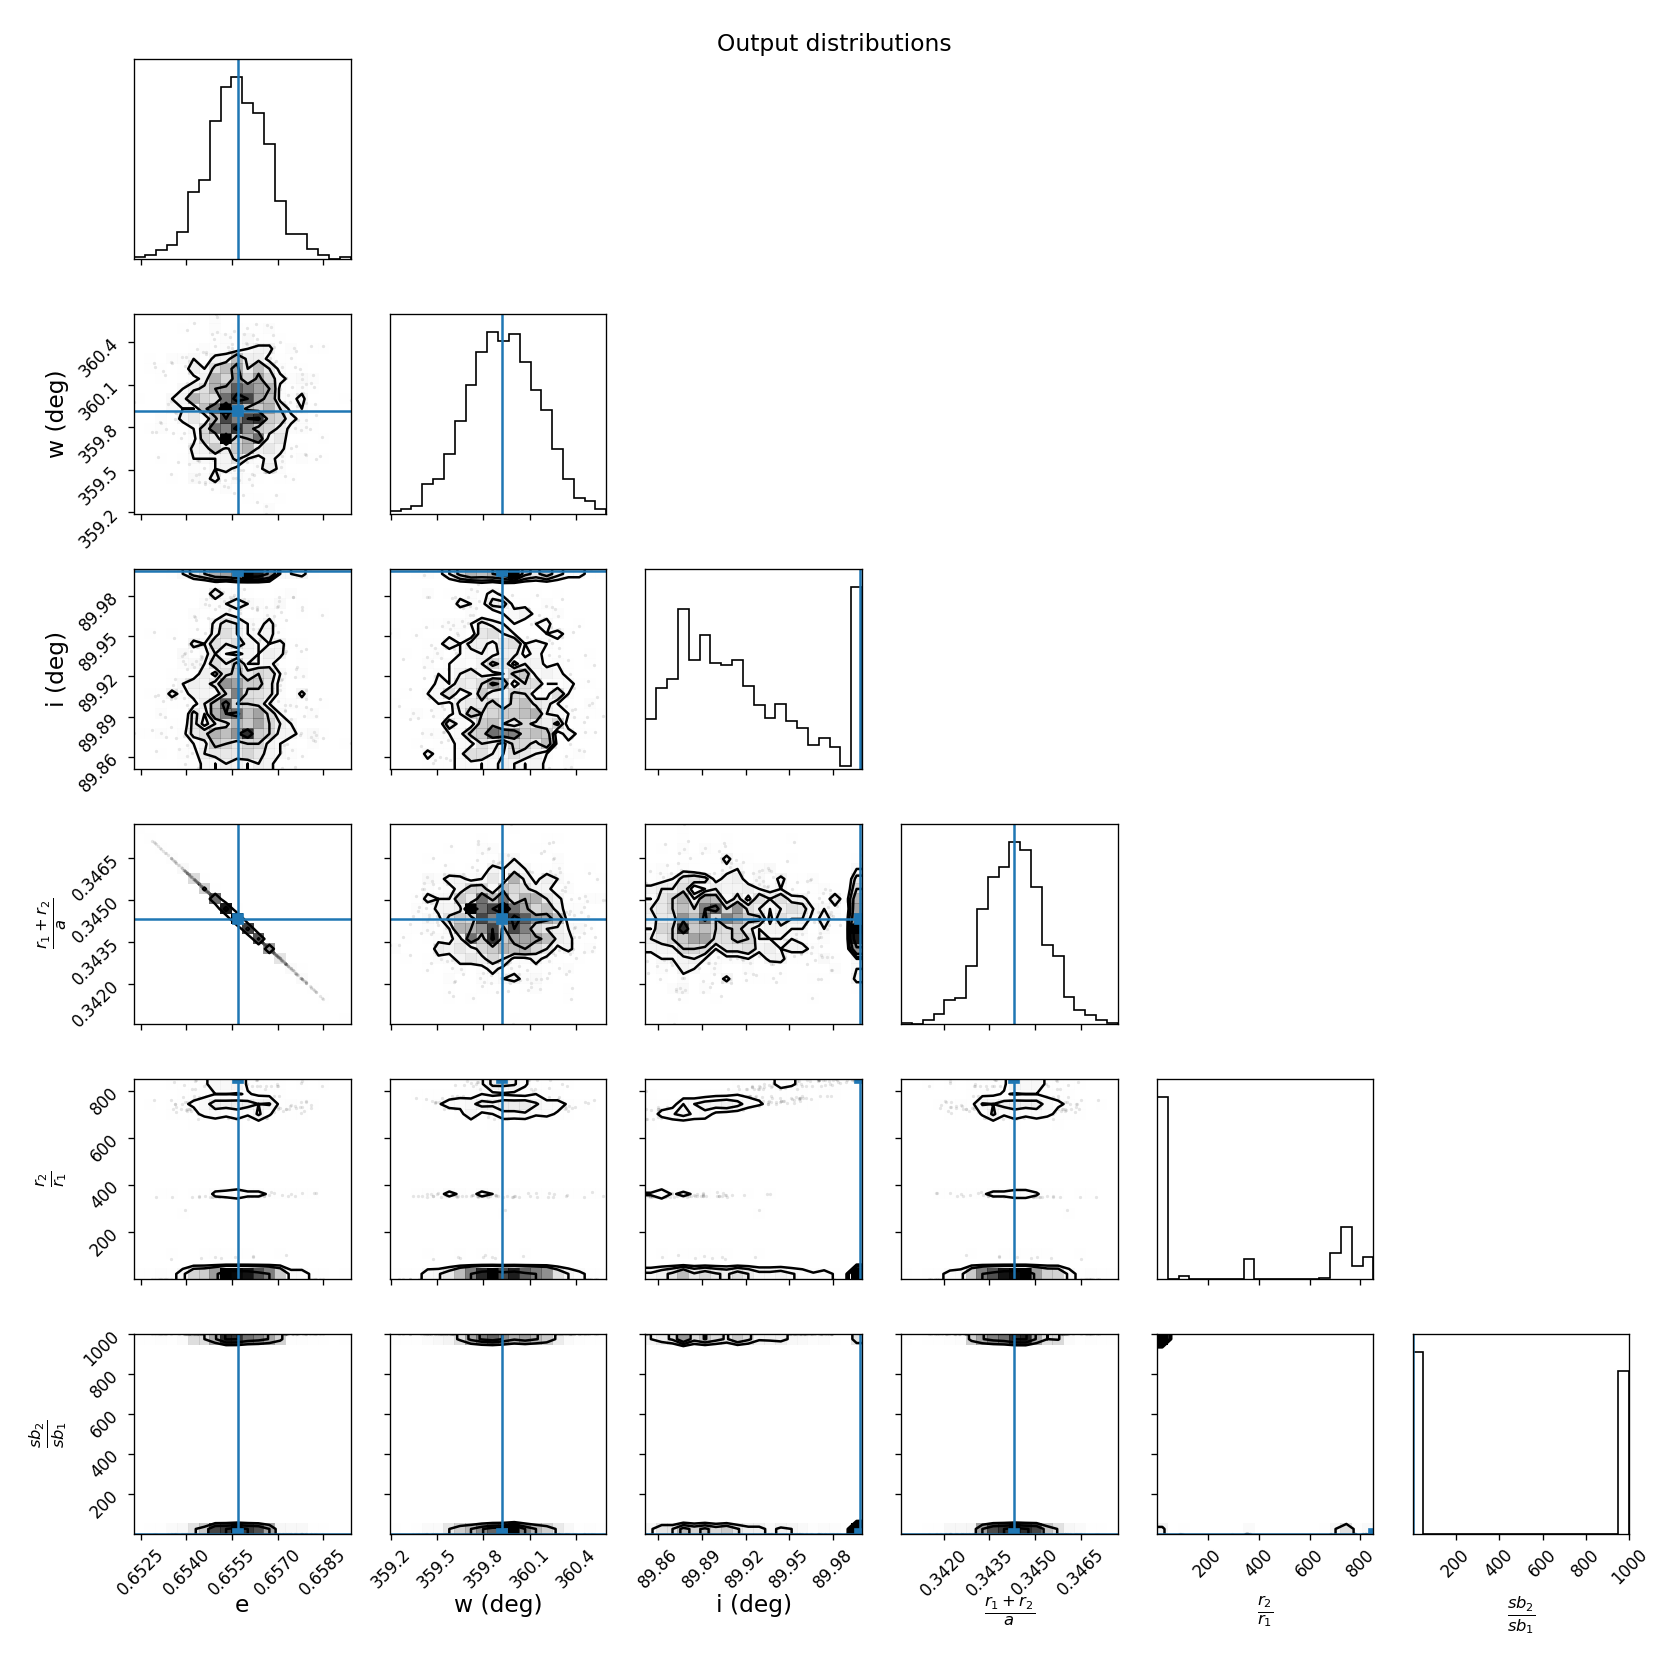 Output distributions
w (deg)
360.4
360.1
359.8
359.5
359.2
i (deg)
89.98
89.95
89.92
89.89
89.86
r₁ + r₂
a
0.3465
0.3450
0.3435
0.3420
r₂
r₁
800
600
400
200
sb₂
sb₁
1000
800
600
400
200
0.6525 0.6540 0.6555 0.6570 0.6585
e
359.2 359.5 359.8 360.1 360.4
w (deg)
89.86 89.89 89.92 89.95 89.98
i (deg)
0.3420 0.3435 0.3450 0.3465
r₁ + r₂
a
200 400 600 800
r₂
r₁
200 400 600 800 1000
sb₂
sb₁